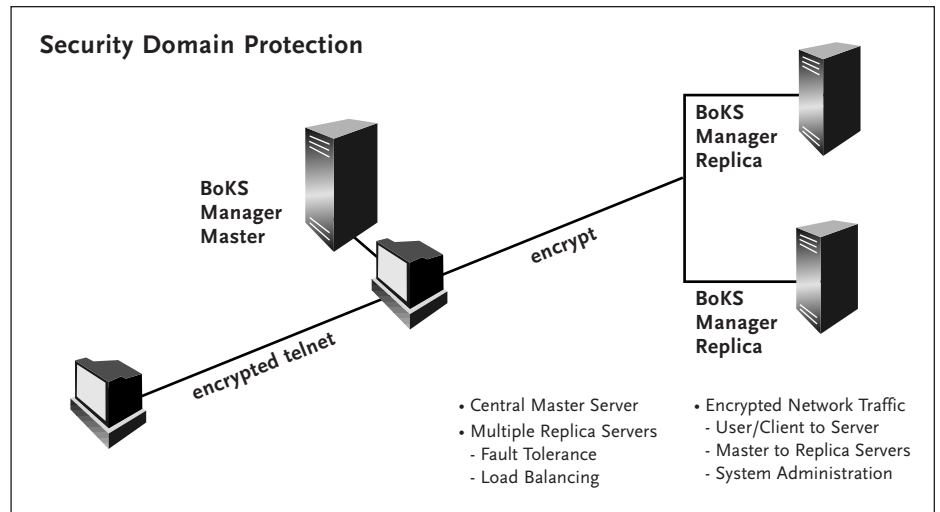 Security Domain Protection
BoKS
Manager
Replica
BoKS
Manager
Master
encrypt
BoKS
Manager
Replica
encrypted telnet
• Central Master Server
• Multiple Replica Servers
- Fault Tolerance
- Load Balancing
• Encrypted Network Traffic
- User/Client to Server
- Master to Replica Servers
- System Administration